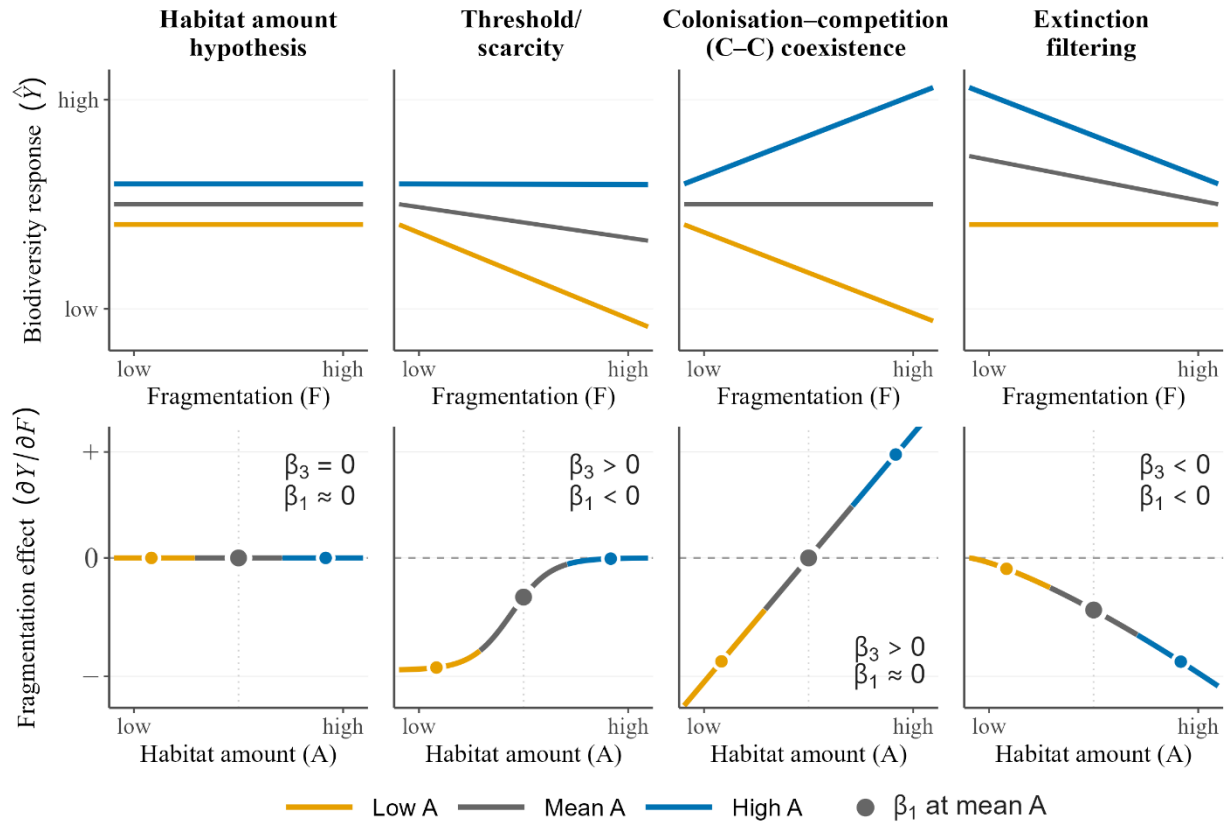 Habitat amount
hypothesis
Threshold/
scarcity
Colonisation–competition
(C–C) coexistence
Extinction
filtering
Biodiversity response (Ŷ)
high
low
low high
Fragmentation (F)
low high
Fragmentation (F)
low high
Fragmentation (F)
low high
Fragmentation (F)
Fragmentation effect (∂Y/∂F)
+
0
−
β₃ = 0
β₁ ≈ 0
β₃ > 0
β₁ < 0
β₃ > 0
β₁ ≈ 0
β₃ < 0
β₁ < 0
low high
Habitat amount (A)
low high
Habitat amount (A)
low high
Habitat amount (A)
low high
Habitat amount (A)
Low A Mean A High A β₁ at mean A